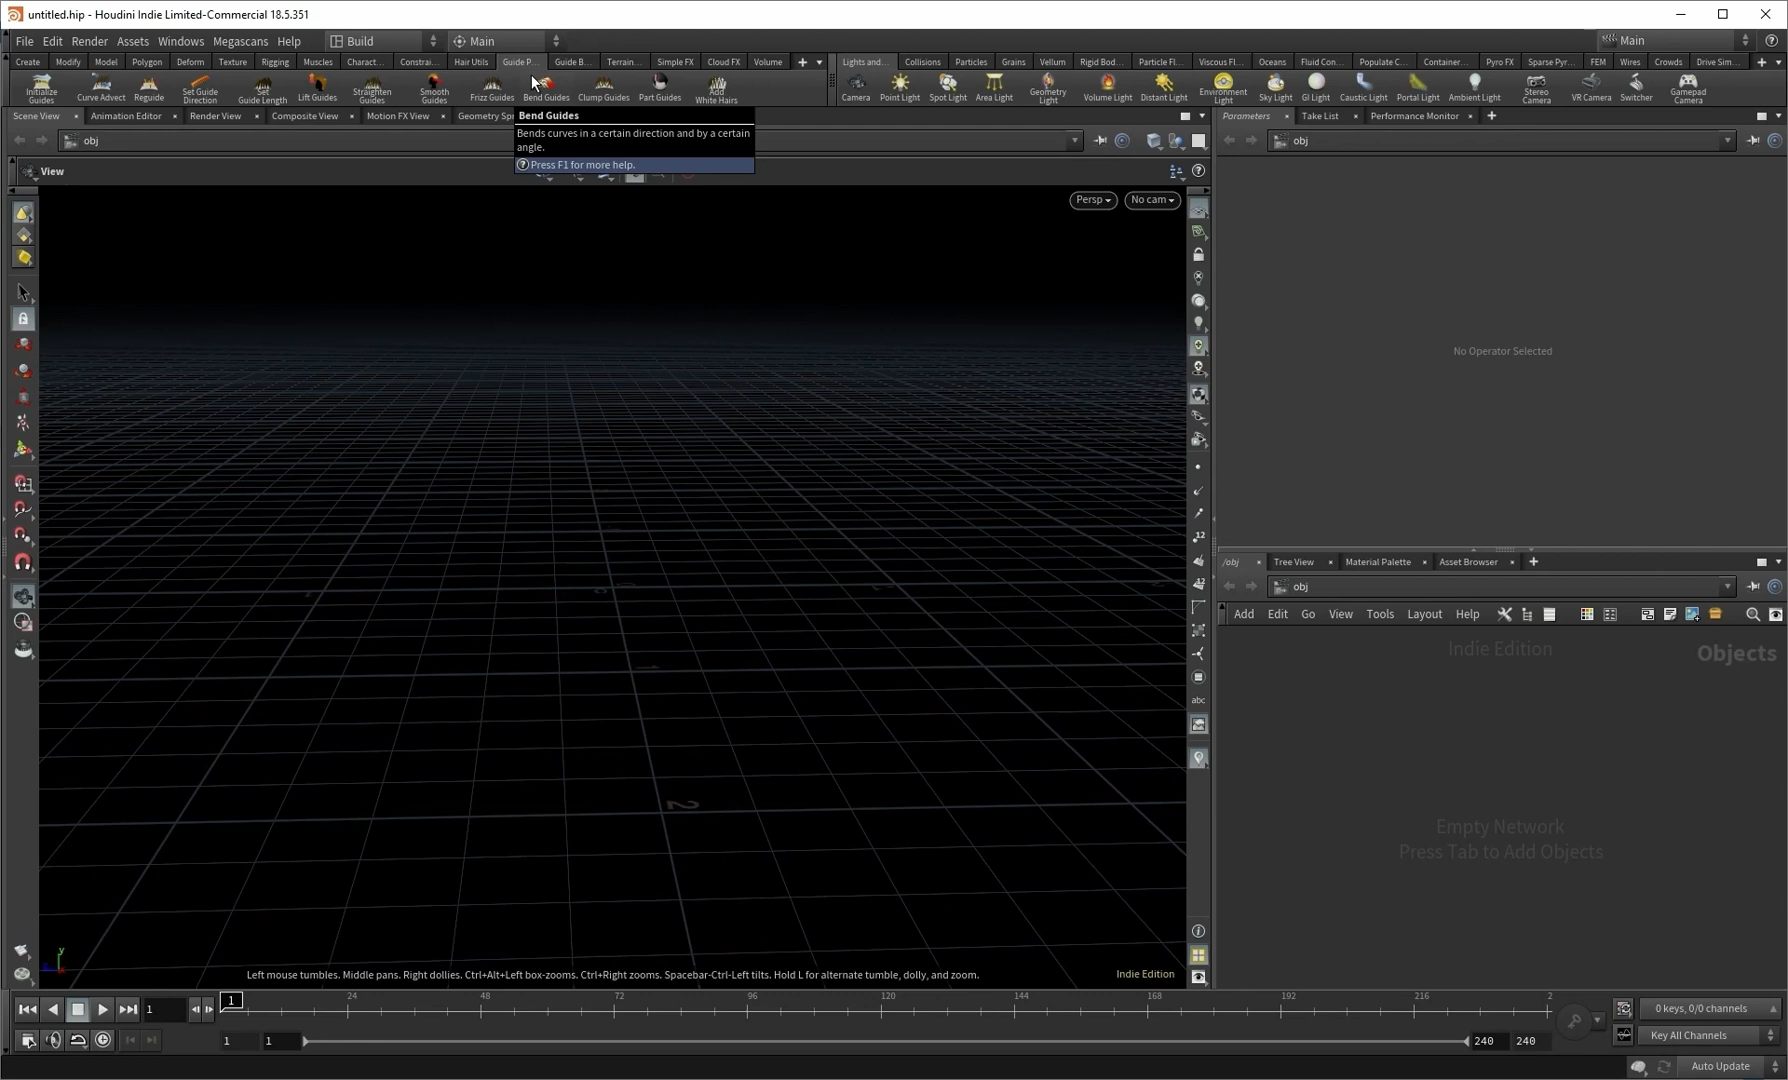 untitled.hip - Houdini Indie Limited-Commercial 18.5.351
File Edit Render Assets Windows Megascans Help Build Main Main
Create Modify Model Polygon Deform Texture Rigging Muscles Charact... Constrai... Hair Utils Guide P... Guide B... Terrain... Simple FX Cloud FX Volume
Lights and... Collisions Particles Grains Vellum Rigid Bod... Particle Fl... Viscous Fl... Oceans Fluid Con... Populate C... Container... Pyro FX Sparse Pyr... FEM Wires Crowds Drive Sim...
Initialize Guides Curve Advect Reguide Set Guide Direction Set Guide Length Lift Guides Straighten Guides Smooth Guides Frizz Guides Bend Guides Clump Guides Part Guides Add White Hairs
Camera Point Light Spot Light Area Light Geometry Light Volume Light Distant Light Environment Light Sky Light GI Light Caustic Light Portal Light Ambient Light Stereo Camera VR Camera Switcher Gamepad Camera
Scene View Animation Editor Render View Composite View Motion FX View Geometry Spr
Parameters Take List Performance Monitor
Bend Guides
Bends curves in a certain direction and by a certain
angle.
Press F1 for more help.
obj
obj
View
Persp No cam
No Operator Selected
/obj Tree View Material Palette Asset Browser
obj
Add Edit Go View Tools Layout Help
Indie Edition Objects
12
12
abc
2
Empty Network
Press Tab to Add Objects
y
Left mouse tumbles. Middle pans. Right dollies. Ctrl+Alt+Left box-zooms. Ctrl+Right zooms. Spacebar-Ctrl-Left tilts. Hold L for alternate tumble, dolly, and zoom.
Indie Edition
1 1 24 48 72 96 120 144 168 192 216 2
0 keys, 0/0 channels
1 1 240 240 Key All Channels
Auto Update